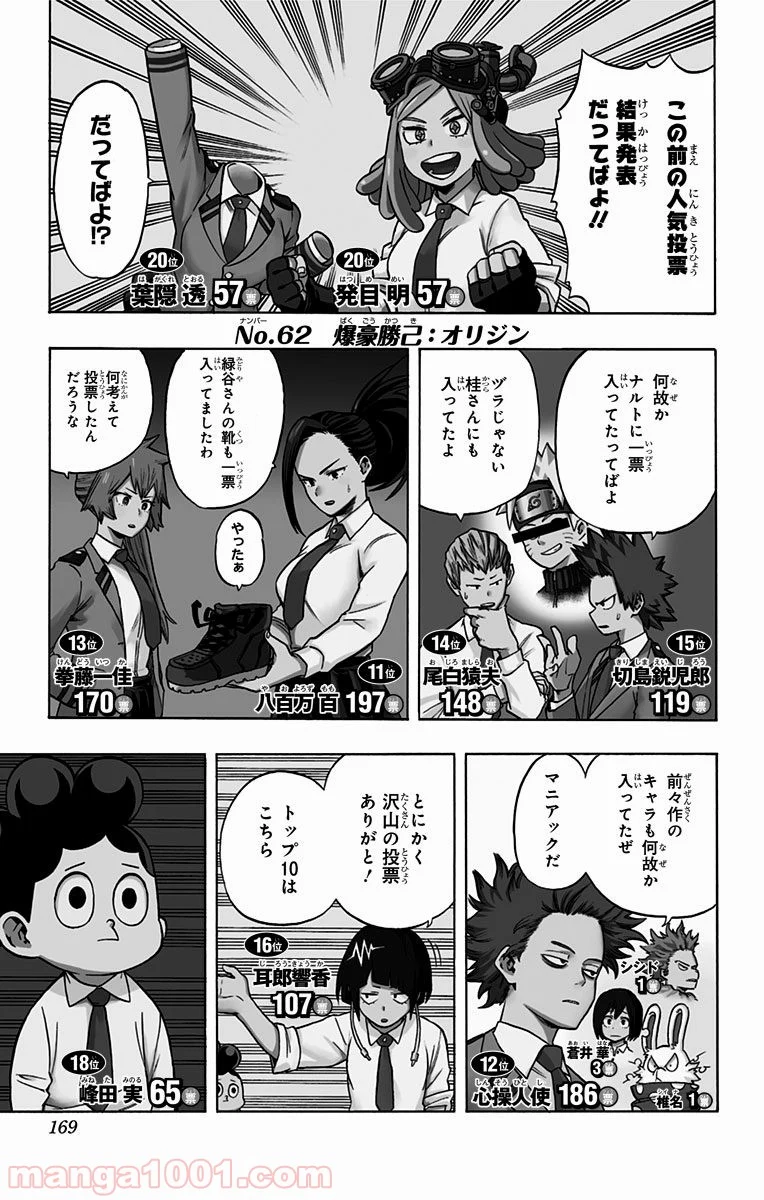 この前の人気投票
結果発表
だってばよ!!
だってばよ!?
20位
発目 明 57票
20位
葉隠 透 57票
No.62 爆豪勝己:オリジン
何故か
ナルトに一票
入ってたってばよ
ヅラじゃない
桂さんにも
入ってたよ
15位
切島鋭児郎
119票
14位
尾白猿夫
148票
緑谷さんの靴も一票
入ってましたわ
やったぁ
何考えて
投票したん
だろうな
11位
八百万 百 197票
13位
拳藤一佳
170票
前々作の
キャラも何故か
入ってたぜ
マニアックだ
シシド
1票
蒼井 華
3票
椎名 1票
12位
心操人使 186票
とにかく
沢山の投票
ありがと!
トップ10は
こちら
16位
耳郎響香
107票
18位
峰田 実 65票
169
MANGA1001.COM
manga1001.com